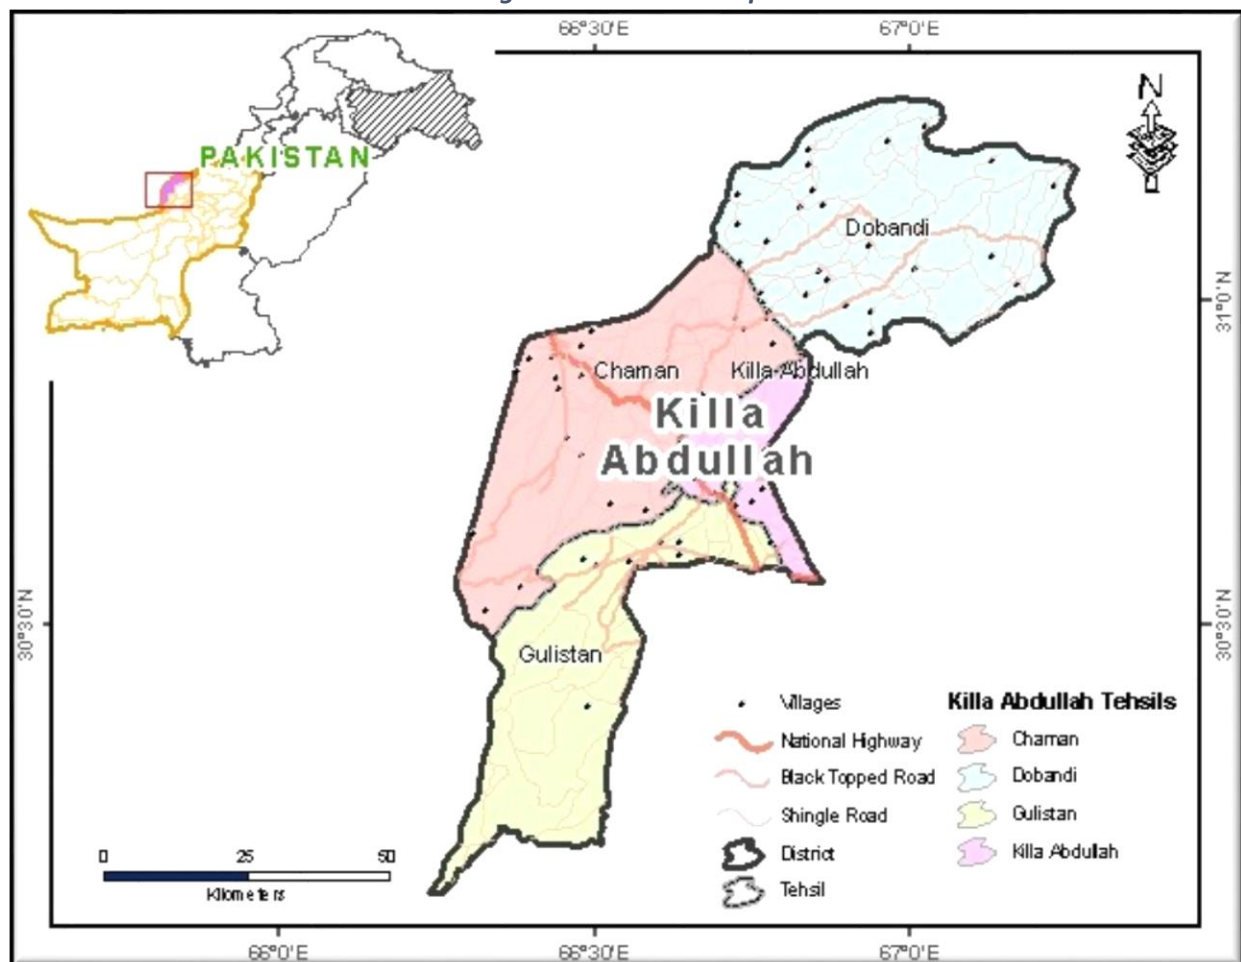 66°30'E 67°0'E
N
PAKISTAN
Dobandi
31°0'N
Chaman Killa Abdullah
Killa
Abdullah
30°30'N 30°30'N
Gulistan
Villages
National Highway
Black Topped Road
Shingle Road
District
Tehsil
Killa Abdullah Tehsils
Chaman
Dobandi
Gulistan
Killa Abdullah
0 25 50
Kilometers
66°0'E 66°30'E 67°0'E